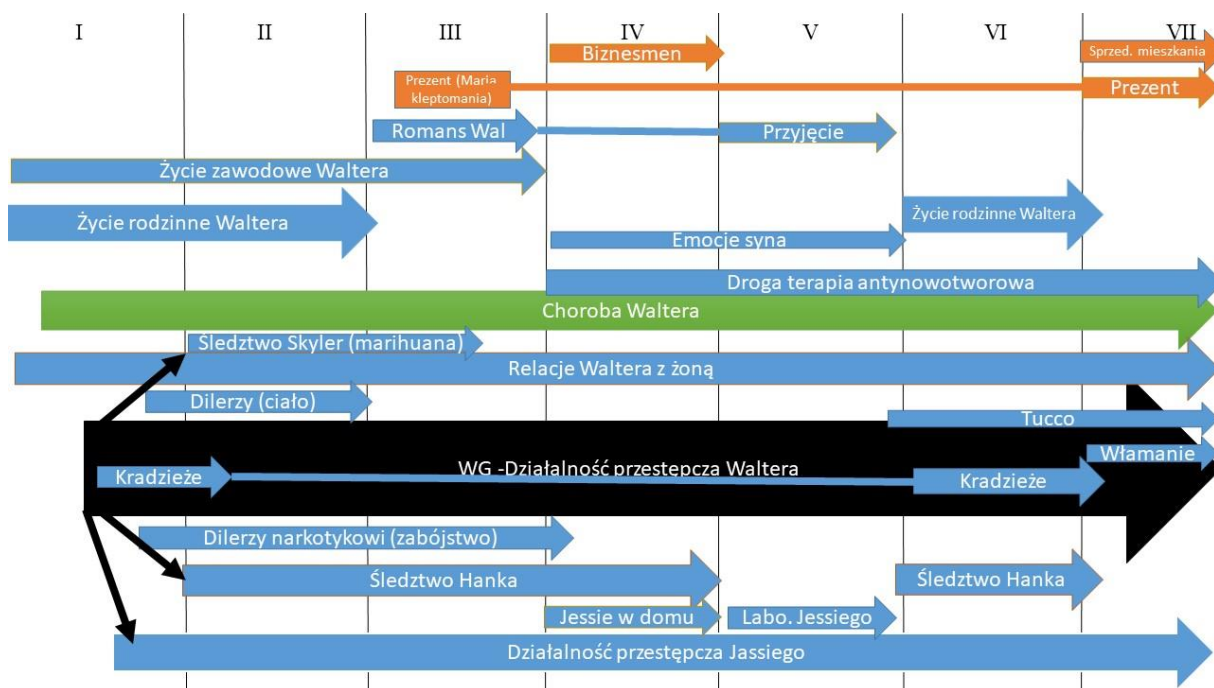 I II III IV V VI VII
Biznesmen
Sprzed. mieszkania
Prezent (Maria
kleptomania)
Prezent
Romans Wal
Przyjęcie
Życie zawodowe Waltera
Życie rodzinne Waltera
Życie rodzinne Waltera
Emocje syna
Droga terapia antynowotworowa
Choroba Waltera
Śledztwo Skyler (marihuana)
Relacje Waltera z żoną
Dilerzy (ciało)
Tucco
WG -Działalność przestępcza Waltera
Włamanie
Kradzieże
Kradzieże
Dilerzy narkotykowi (zabójstwo)
Śledztwo Hanka
Śledztwo Hanka
Jessie w domu
Labo. Jessiego
Działalność przestępcza Jassiego